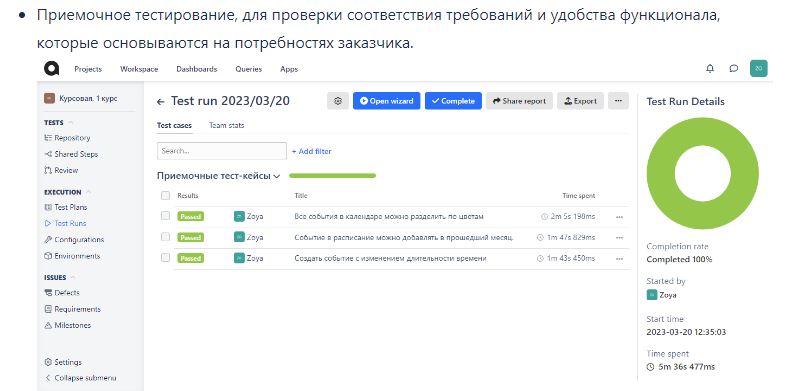 • Приемочное тестирование, для проверки соответствия требований и удобства функционала,
которые основываются на потребностях заказчика.
Projects Workspace Dashboards Queries Apps ZO
Курсовая, 1 курс
TESTS
Repository
Shared Steps
Review
EXECUTION
Test Plans
Test Runs
Configurations
Environments
ISSUES
Defects
Requirements
Milestones
Settings
Collapse submenu
Test run 2023/03/20 Open wizard Complete Share report Export
Test cases Team stats
Search... + Add filter
Приемочные тест-кейсы
Results Title Time spent
Passed Zoya Все события в календаре можно разделить по цветам 2m 5s 198ms
Passed Zoya Событие в расписание можно добавлять в прошедший месяц. 1m 47s 829ms
Passed Zoya Создать событие с изменением длительности времени 1m 43s 450ms
Test Run Details
Completion rate
Completed 100%
Started by
Zoya
Start time
2023-03-20 12:35:03
Time spent
5m 36s 477ms